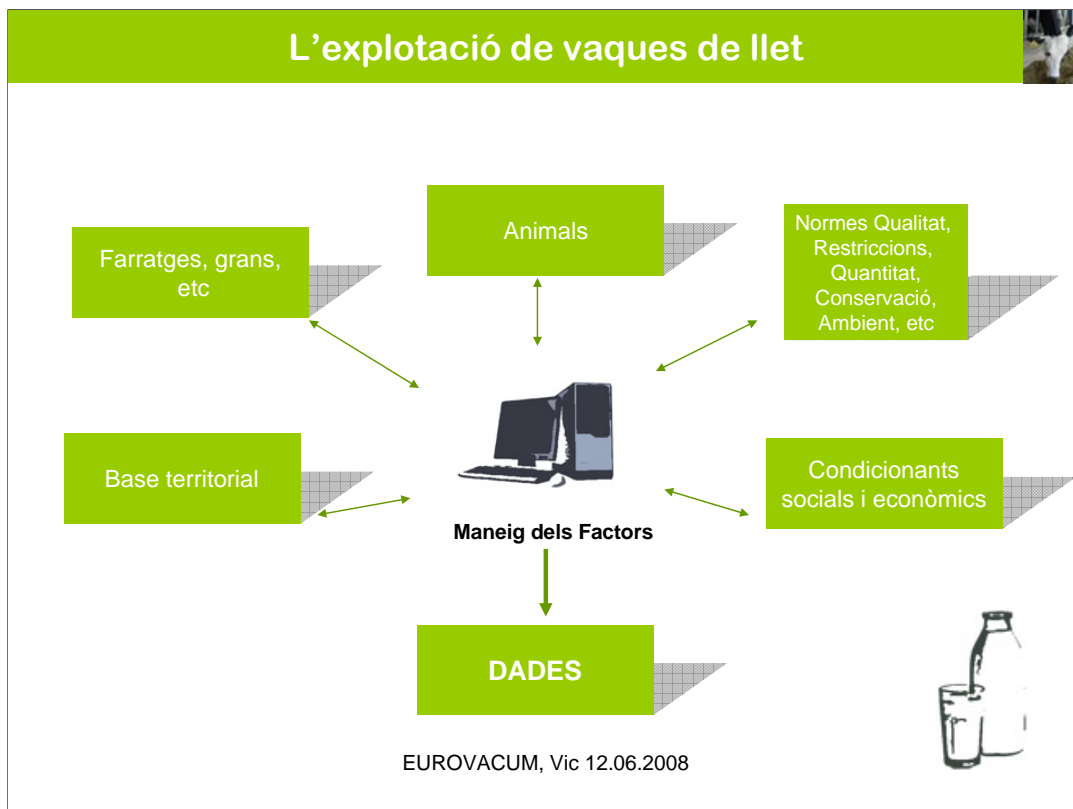 L'explotació de vaques de llet
Animals
Farratges, grans,
etc
Normes Qualitat,
Restriccions,
Quantitat,
Conservació,
Ambient, etc
Base territorial
Condicionants
socials i econòmics
Maneig dels Factors
DADES
EUROVACUM, Vic 12.06.2008